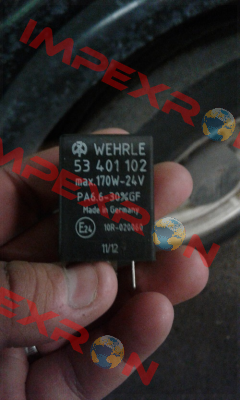 WEHRLE
53 401 102
max.170W-24V
PA6.6-30%GF
Made in Germany
E24 10R-020860
11/12
IMPEXRON
IMPEXRON
IMPEXRON